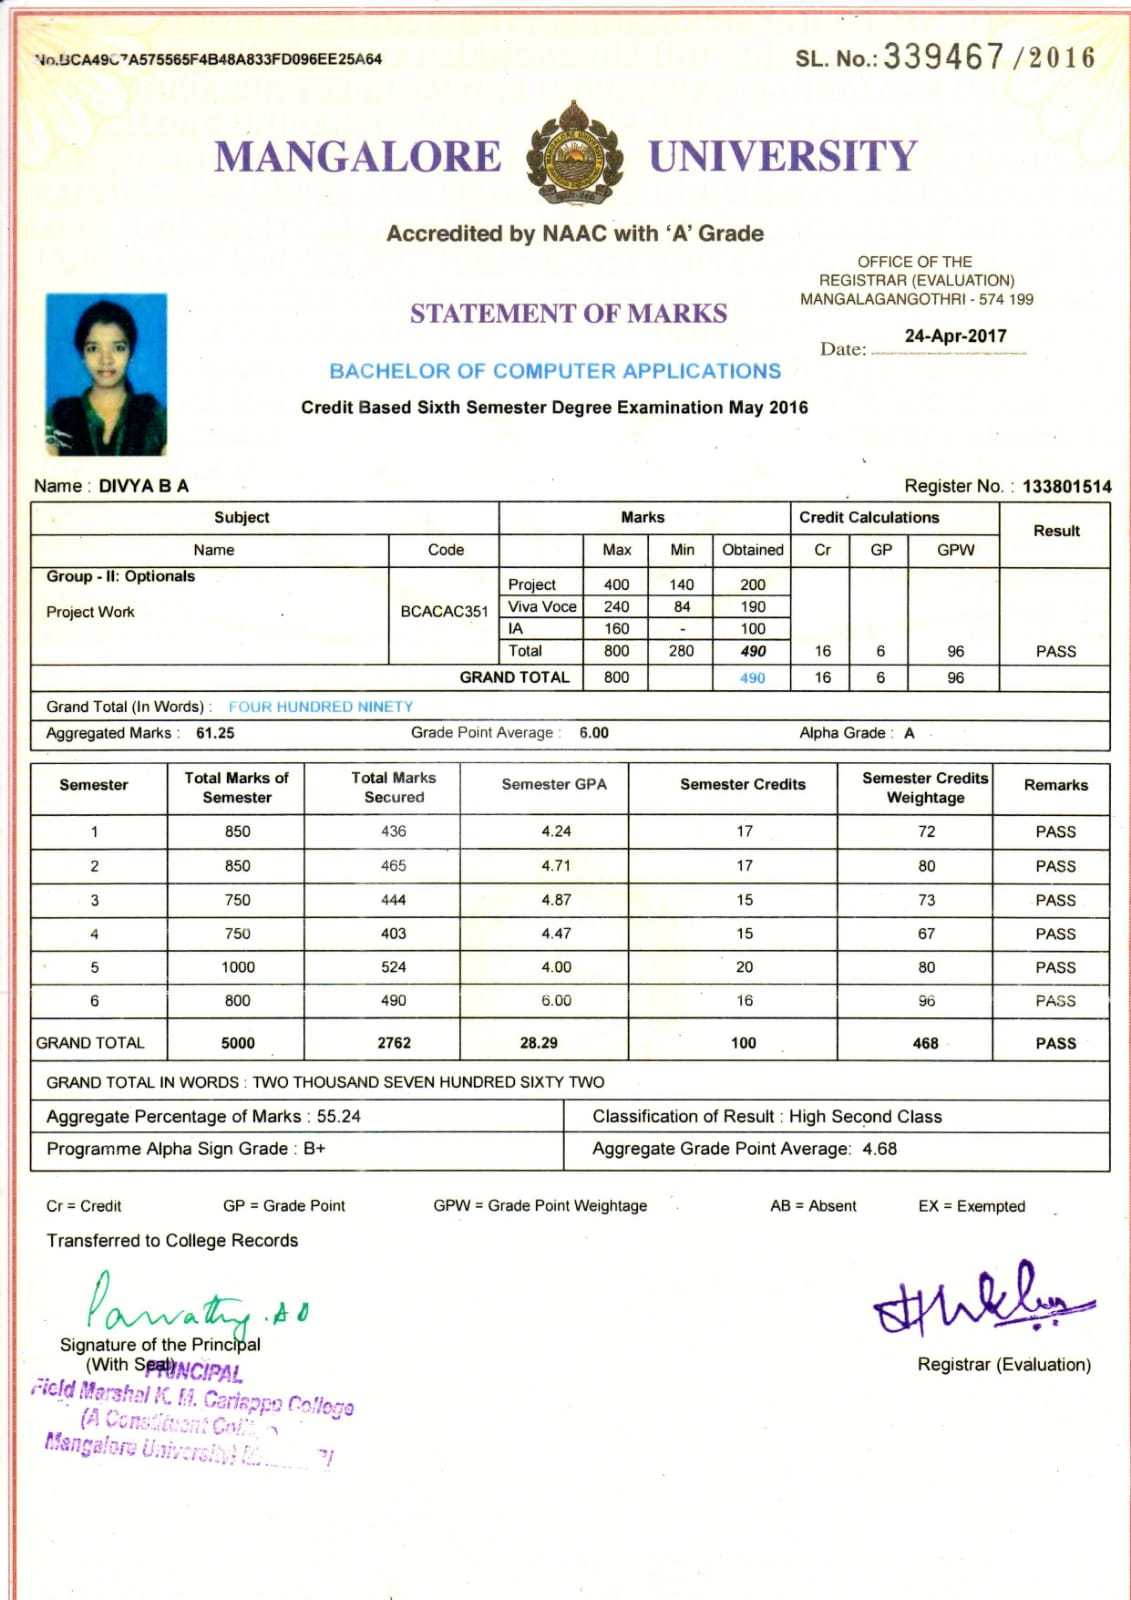 No.BCA49C7A575565F4B48A833FD096EE25A64
SL. No.: 339467 / 2016
MANGALORE UNIVERSITY
Accredited by NAAC with ‘A’ Grade
OFFICE OF THE
REGISTRAR (EVALUATION)
MANGALAGANGOTHRI - 574 199
STATEMENT OF MARKS
Date: 24-Apr-2017
BACHELOR OF COMPUTER APPLICATIONS
Credit Based Sixth Semester Degree Examination May 2016
Name : DIVYA B A Register No. : 133801514
Subject Marks Credit Calculations Result
Name Code Max Min Obtained Cr GP GPW
Group - II: Optionals
Project 400 140 200
Project Work BCACAC351 Viva Voce 240 84 190
IA 160 - 100
Total 800 280 490 16 6 96 PASS
GRAND TOTAL 800 490 16 6 96
Grand Total (In Words) : FOUR HUNDRED NINETY
Aggregated Marks : 61.25 Grade Point Average : 6.00 Alpha Grade : A
Semester Total Marks of Semester Total Marks Secured Semester GPA Semester Credits Semester Credits Weightage Remarks
1 850 436 4.24 17 72 PASS
2 850 465 4.71 17 80 PASS
3 750 444 4.87 15 73 PASS
4 750 403 4.47 15 67 PASS
5 1000 524 4.00 20 80 PASS
6 800 490 6.00 16 96 PASS
GRAND TOTAL 5000 2762 28.29 100 468 PASS
GRAND TOTAL IN WORDS : TWO THOUSAND SEVEN HUNDRED SIXTY TWO
Aggregate Percentage of Marks : 55.24 Classification of Result : High Second Class
Programme Alpha Sign Grade : B+ Aggregate Grade Point Average: 4.68
Cr = Credit GP = Grade Point GPW = Grade Point Weightage AB = Absent EX = Exempted
Transferred to College Records
Signature of the Principal
(With Seal) Registrar (Evaluation)
PRINCIPAL
Field Marshal K. M. Cariappa College
(A Constituent
Mangalore University)